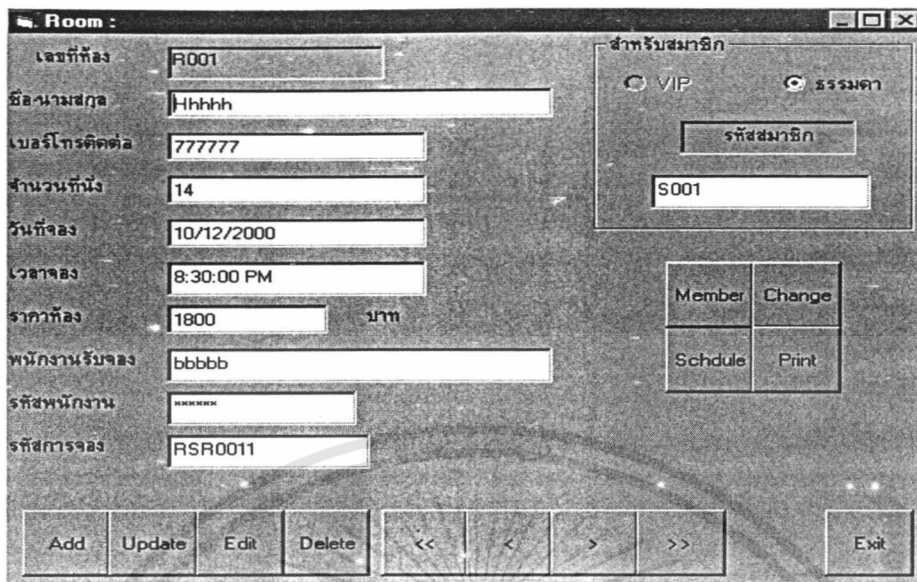 Room :
เลขที่ห้อง R001
ชื่อ-นามสกุล Hhhhh
เบอร์โทรติดต่อ 777777
จำนวนที่นั่ง 14
วันที่จอง 10/12/2000
เวลาจอง 8:30:00 PM
ราคาห้อง 1800 บาท
พนักงานรับจอง bbbbb
รหัสพนักงาน ******
รหัสการจอง RSR0011
สำหรับสมาชิก
VIP ธรรมดา
รหัสสมาชิก
S001
Member Change
Schdule Print
Add Update Edit Delete << < > >> Exit